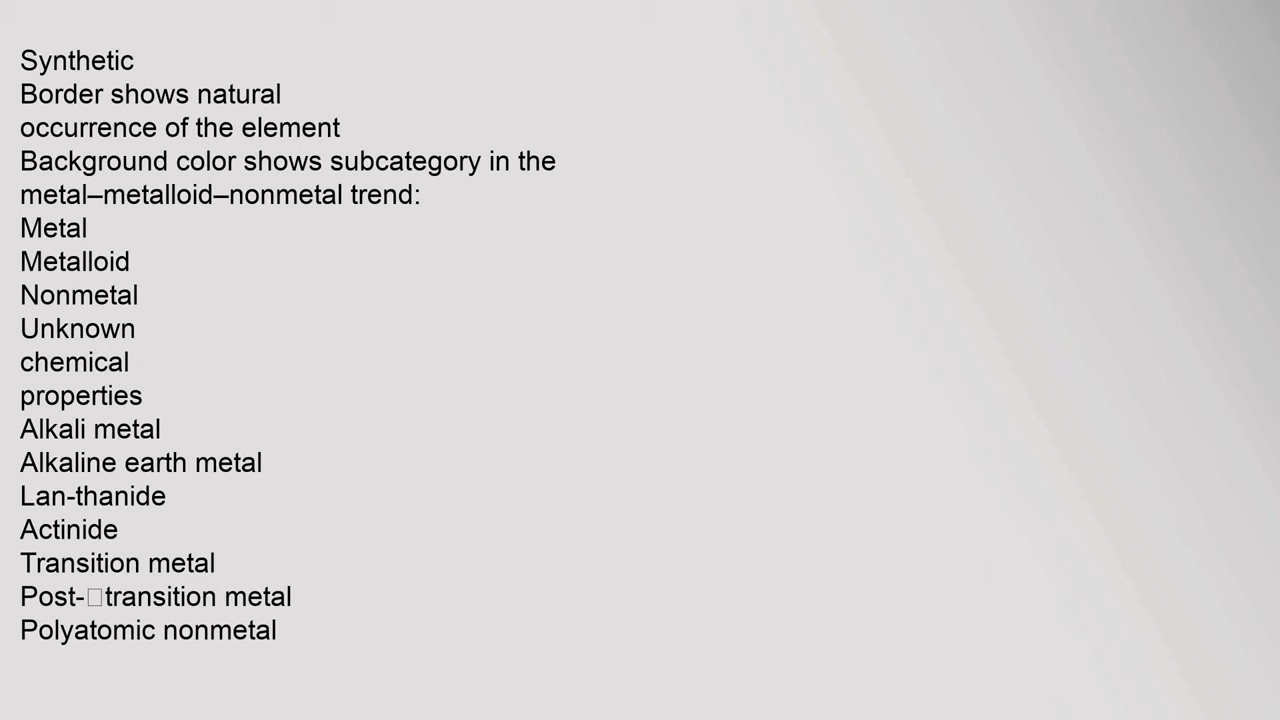 Synthetic
Border shows natural
occurrence of the element
Background color shows subcategory in the
metal–metalloid–nonmetal trend:
Metal
Metalloid
Nonmetal
Unknown
chemical
properties
Alkali metal
Alkaline earth metal
Lan-thanide
Actinide
Transition metal
Post-□transition metal
Polyatomic nonmetal